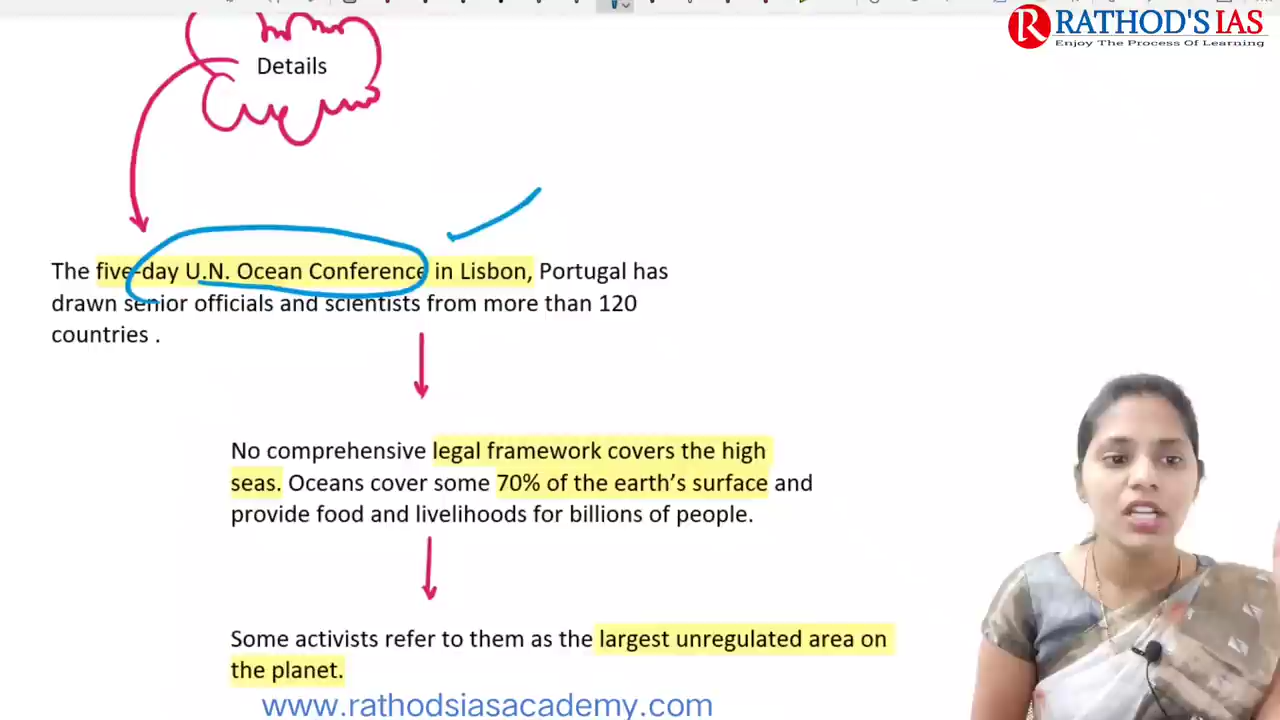 RATHOD'S IAS
Enjoy The Process Of Learning
Details
The five-day U.N. Ocean Conference in Lisbon, Portugal has
drawn senior officials and scientists from more than 120
countries .
No comprehensive legal framework covers the high
seas. Oceans cover some 70% of the earth's surface and
provide food and livelihoods for billions of people.
Some activists refer to them as the largest unregulated area on
the planet.
www.rathodsiasacademy.com